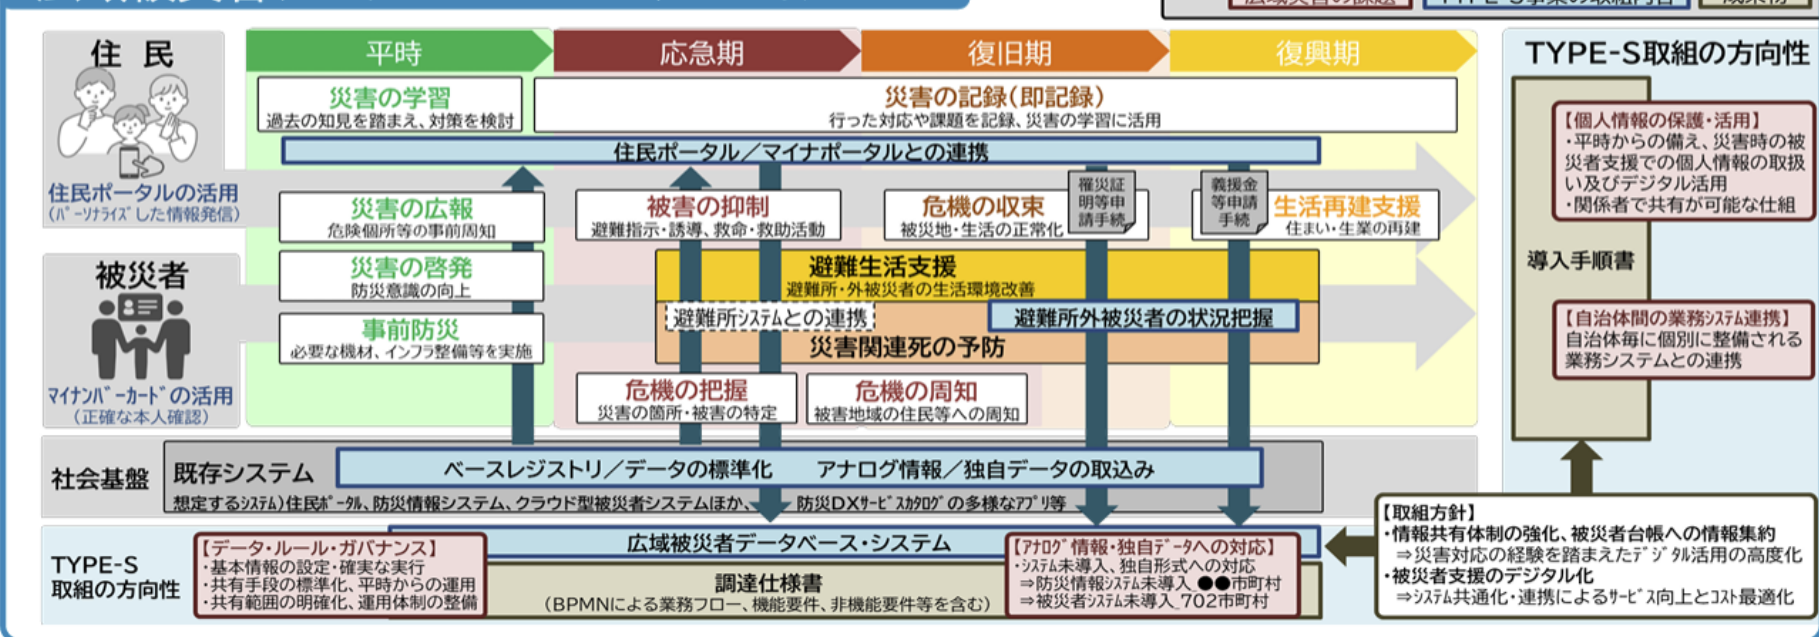 住 民
住民ポータルの活用
(ﾊﾟｰｿﾅﾗｲｽﾞした情報発信)
被災者
ﾏｲﾅﾝﾊﾞｰｶｰﾄﾞの活用
(正確な本人確認)
平時
応急期
復旧期
復興期
災害の学習
過去の知見を踏まえ、対策を検討
災害の記録(即記録)
行った対応や課題を記録、災害の学習に活用
住民ポータル／マイナポータルとの連携
災害の広報
危険個所等の事前周知
被害の抑制
避難指示・誘導、救命・救助活動
危機の収束
被災地・生活の正常化
罹災証
明等申
請手続
義援金
等申請
手続
生活再建支援
住まい・生業の再建
災害の啓発
防災意識の向上
避難生活支援
避難所・外被災者の生活環境改善
事前防災
必要な機材、インフラ整備等を実施
避難所ｼｽﾃﾑとの連携
避難所外被災者の状況把握
災害関連死の予防
危機の把握
災害の箇所・被害の特定
危機の周知
被害地域の住民等への周知
社会基盤
既存システム
ベースレジストリ／データの標準化　アナログ情報／独自データの取込み
想定するｼｽﾃﾑ)住民ﾎﾟｰﾀﾙ、防災情報システム、クラウド型被災者システムほか、　防災DXｻｰﾋﾞｽｶﾀﾛｸﾞの多様なｱﾌﾟﾘ等
TYPE-S
取組の方向性
【データ・ルール・ガバナンス】
・基本情報の設定・確実な実行
・共有手段の標準化、平時からの運用
・共有範囲の明確化、運用体制の整備
広域被災者データベース・システム
調達仕様書
(BPMNによる業務フロー、機能要件、非機能要件等を含む)
【ｱﾅﾛｸﾞ情報・独自データへの対応】
・ｼｽﾃﾑ未導入、独自形式への対応
⇒防災情報ｼｽﾃﾑ未導入_●●市町村
⇒被災者ｼｽﾃﾑ未導入_702市町村
TYPE-S取組の方向性
【個人情報の保護・活用】
・平時からの備え、災害時の被
災者支援での個人情報の取扱
い及びデジタル活用
・関係者で共有が可能な仕組
導入手順書
【自治体間の業務ｼｽﾃﾑ連携】
自治体毎に個別に整備される
業務システムとの連携
【取組方針】
・情報共有体制の強化、被災者台帳への情報集約
⇒災害対応の経験を踏まえたﾃﾞｼﾞﾀﾙ活用の高度化
・被災者支援のデジタル化
⇒ｼｽﾃﾑ共通化・連携によるｻｰﾋﾞｽ向上とｺｽﾄ最適化